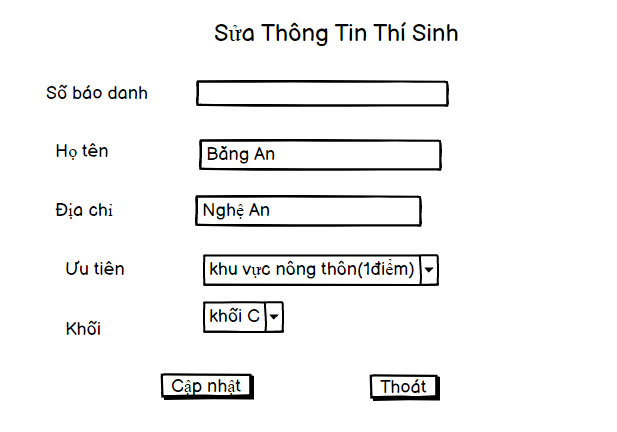 Sửa Thông Tin Thí Sinh
Số báo danh
Họ tên
Bằng An
Địa chỉ
Nghệ An
Ưu tiên
khu vực nông thôn(1điểm)
Khối
khối C
Cập nhật
Thoát